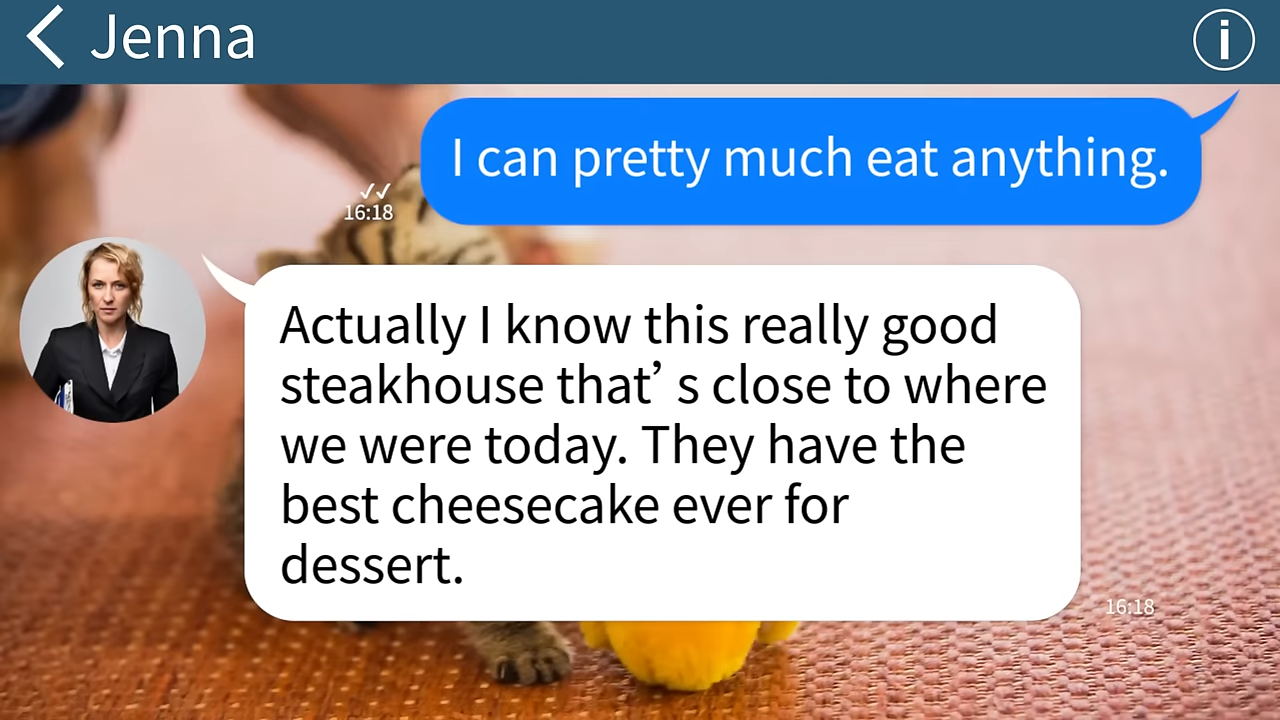 Jenna
I can pretty much eat anything.
16:18
Actually I know this really good
steakhouse that’ s close to where
we were today. They have the
best cheesecake ever for
dessert.
16:18